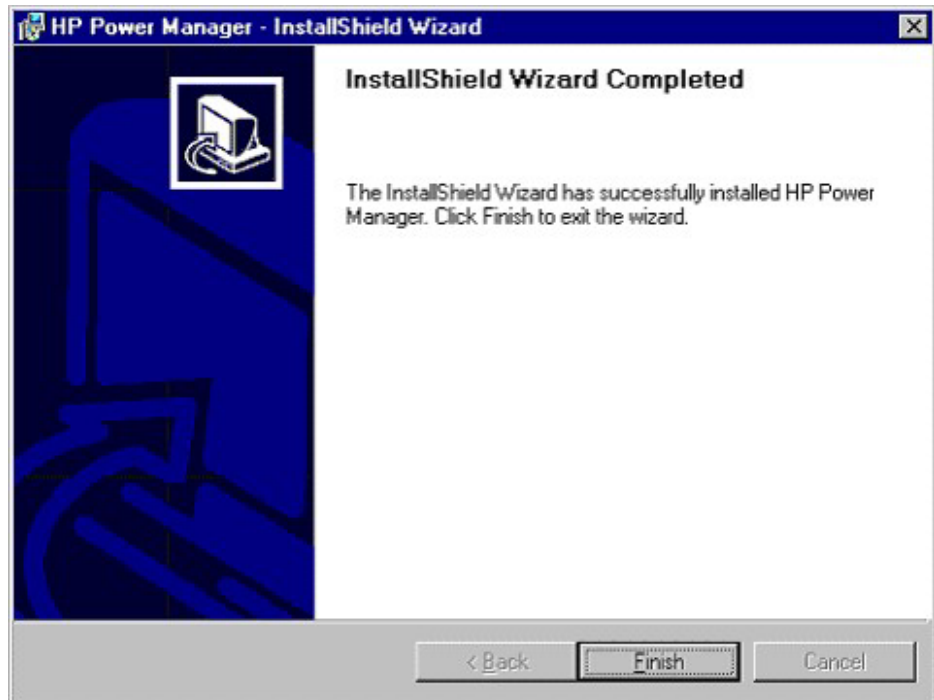 HP Power Manager - InstallShield Wizard
InstallShield Wizard Completed
The InstallShield Wizard has successfully installed HP Power
Manager. Click Finish to exit the wizard.
< Back
Finish
Cancel